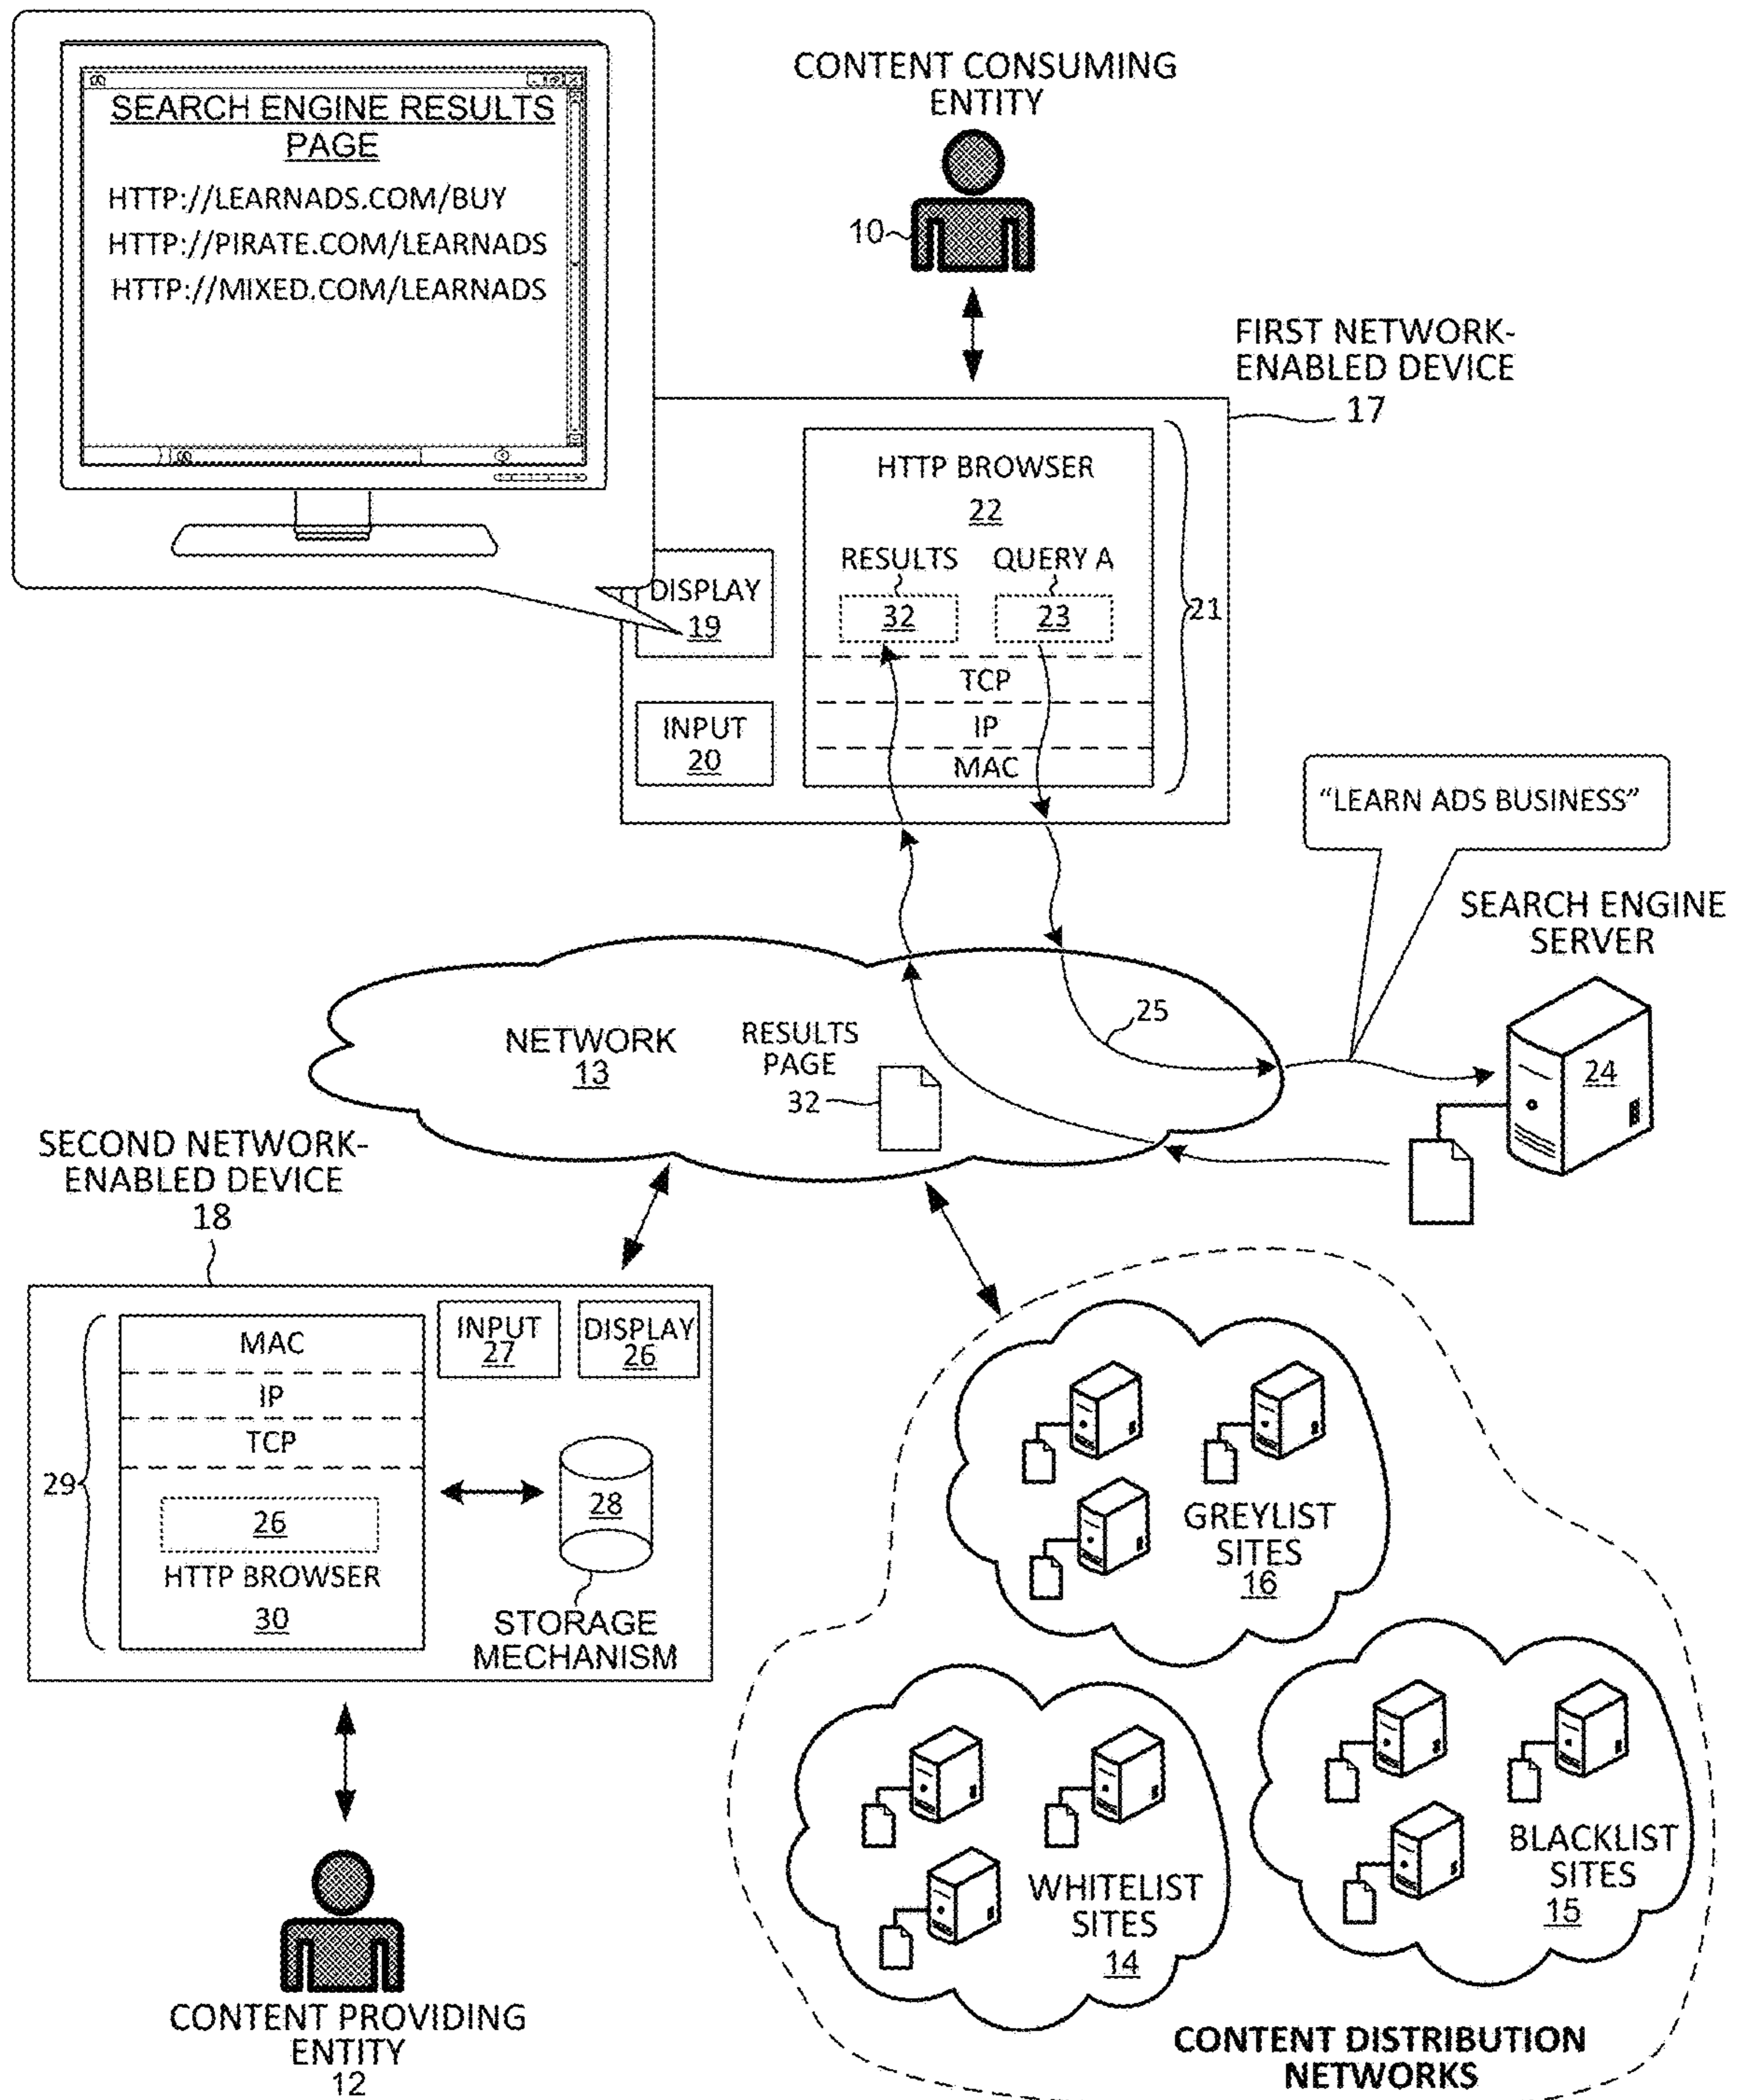 SEARCH ENGINE RESULTS
PAGE
HTTP://LEARNADS.COM/BUY
HTTP://PIRATE.COM/LEARNADS
HTTP://MIXED.COM/LEARNADS
CONTENT CONSUMING
ENTITY
10
FIRST NETWORK-
ENABLED DEVICE
17
HTTP BROWSER
22
RESULTS
QUERY A
32
23
21
DISPLAY
19
TCP
IP
MAC
INPUT
20
"LEARN ADS BUSINESS"
SEARCH ENGINE
SERVER
24
25
NETWORK
13
RESULTS
PAGE
32
SECOND NETWORK-
ENABLED DEVICE
18
MAC
IP
TCP
26
HTTP BROWSER
30
29
INPUT
27
DISPLAY
26
28
STORAGE
MECHANISM
GREYLIST
SITES
16
WHITELIST
SITES
14
BLACKLIST
SITES
15
CONTENT PROVIDING
ENTITY
12
CONTENT DISTRIBUTION
NETWORKS